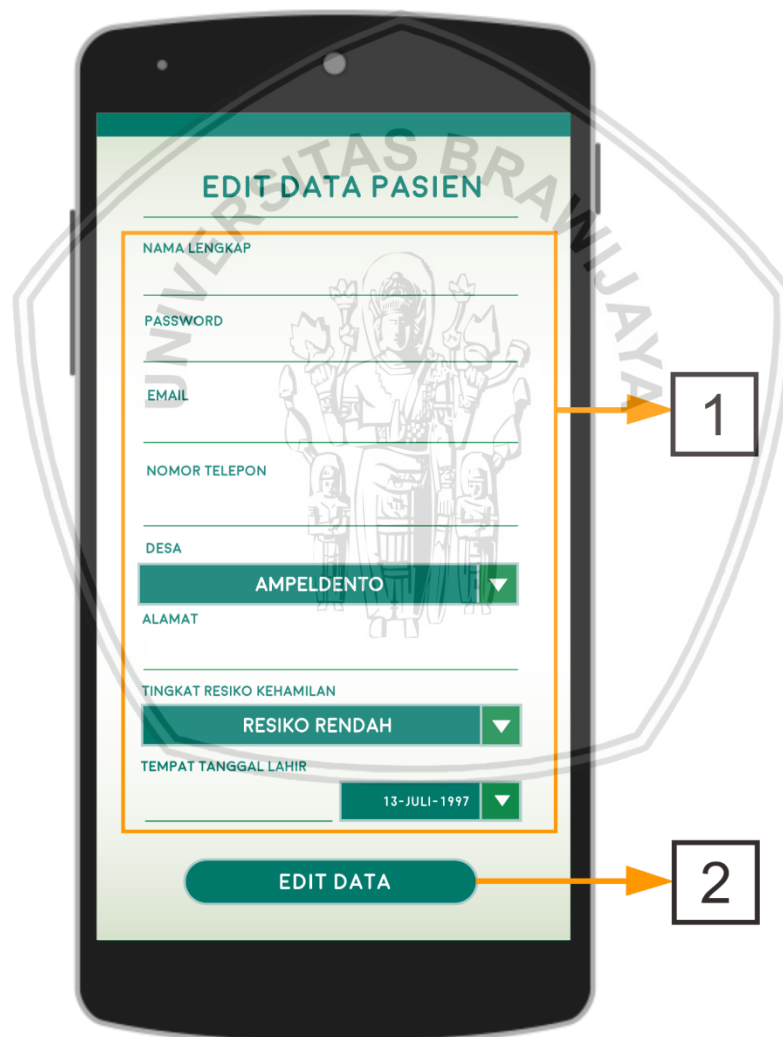 UNIVERSITAS BRAWIJAYA
EDIT DATA PASIEN
NAMA LENGKAP
PASSWORD
EMAIL
NOMOR TELEPON
DESA
AMPELDENTO
ALAMAT
TINGKAT RESIKO KEHAMILAN
RESIKO RENDAH
TEMPAT TANGGAL LAHIR
13-JULI-1997
EDIT DATA
1
2